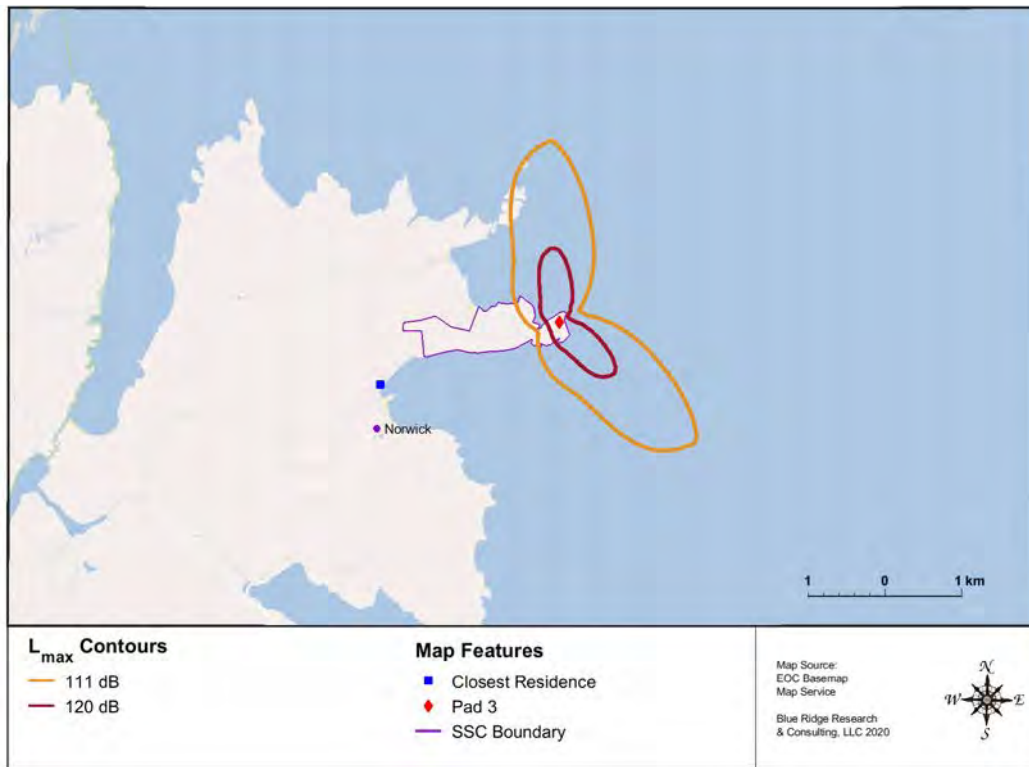 Norwick
1 0 1 km
L_max Contours
111 dB
120 dB
Map Features
Closest Residence
Pad 3
SSC Boundary
Map Source:
EOC Basemap
Map Service
Blue Ridge Research
& Consulting, LLC 2020
N
W E
S